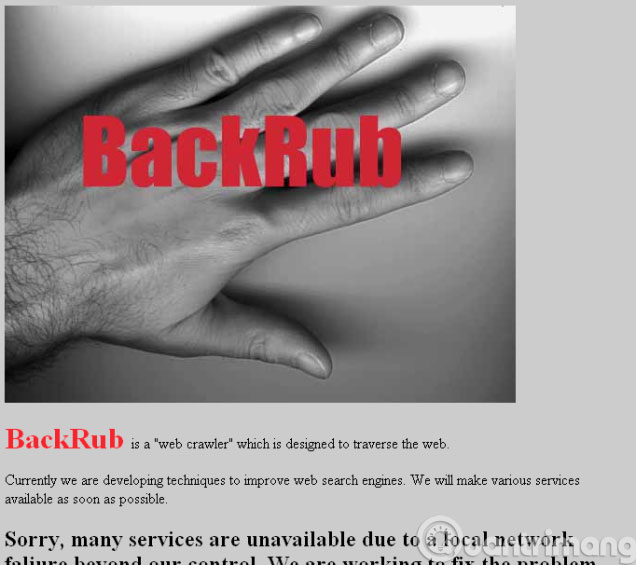 BackRub
BackRub is a "web crawler" which is designed to traverse the web.
Currently we are developing techniques to improve web search engines. We will make various services
available as soon as possible.
Sorry, many services are unavailable due to a local network
faliure beyond our control. We are working to fix the problem
Quantrimang